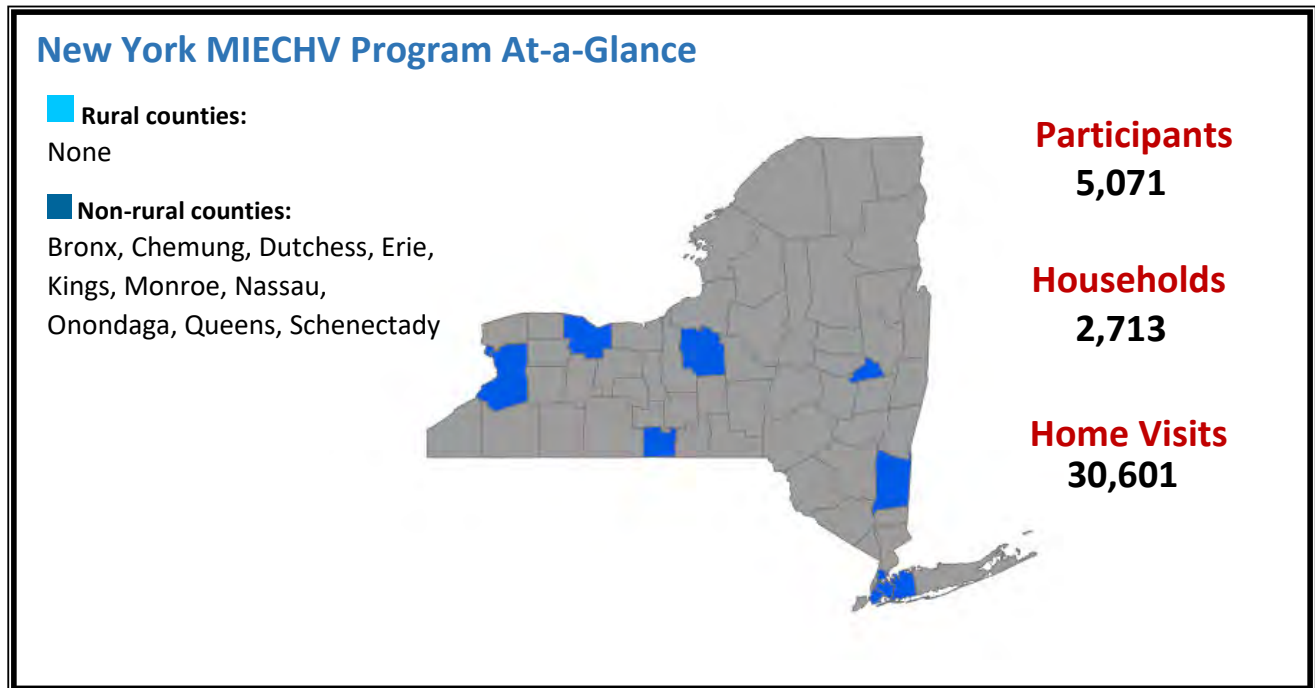 New York MIECHV Program At-a-Glance
Rural counties:
None
Non-rural counties:
Bronx, Chemung, Dutchess, Erie,
Kings, Monroe, Nassau,
Onondaga, Queens, Schenectady
Participants
5,071
Households
2,713
Home Visits
30,601